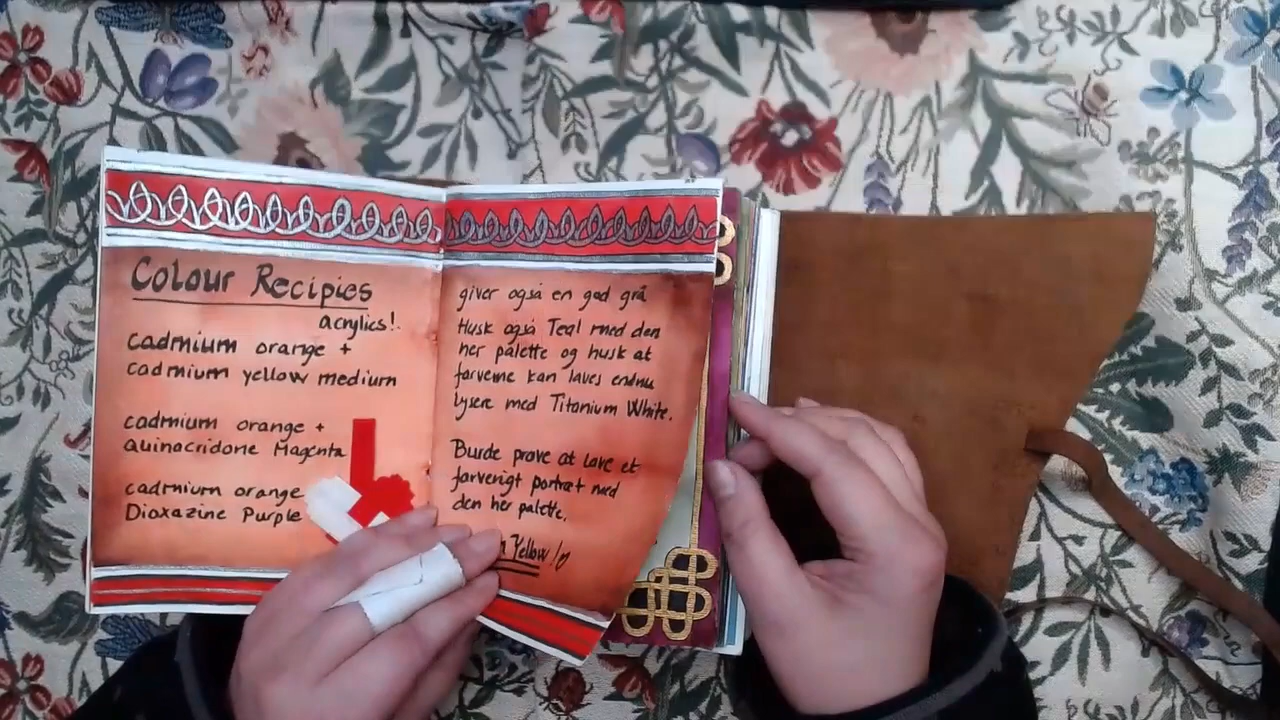 Colour Recipies
acrylics!
cadmium orange +
cadmium yellow medium
cadmium orange +
Quinacridone Magenta
cadmium orange
Dioxazine Purple
giver også en god grå
Husk også Teal med den
her palette og husk at
farverne kan laves endnu
lysere med Titanium White.
Burde prøve at lave et
farverigt portræt med
den her palette.
Yellow